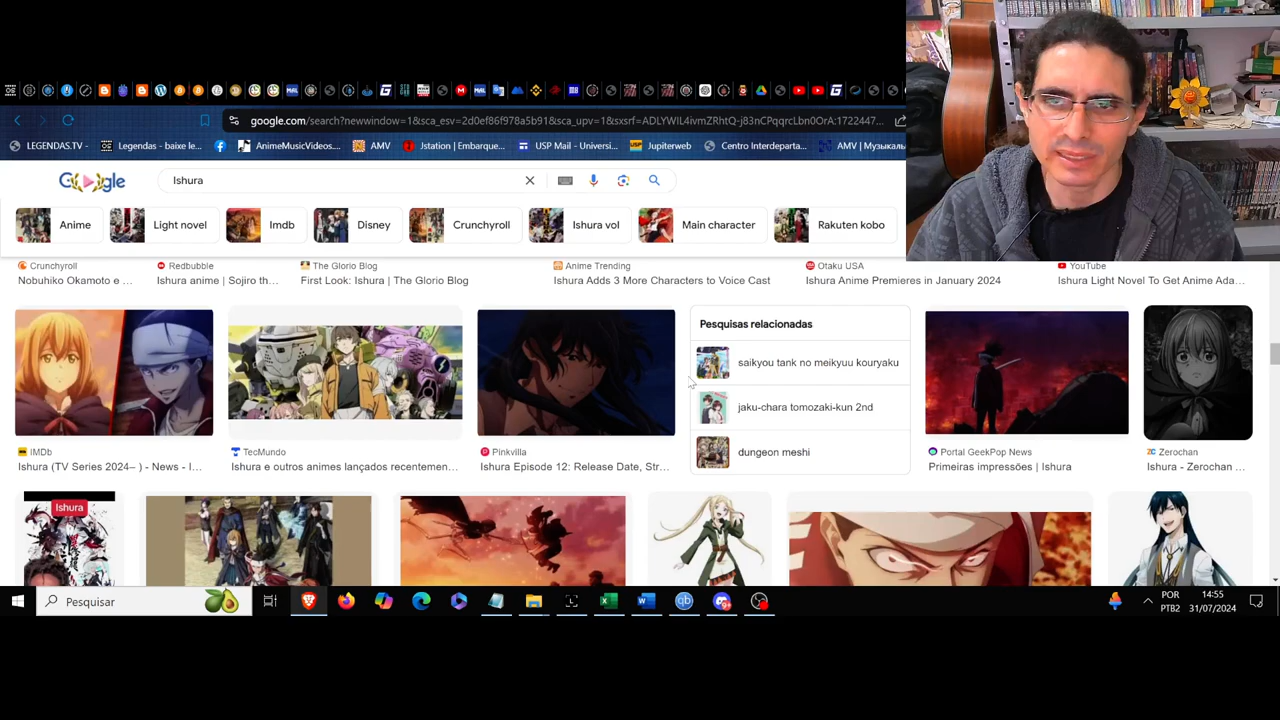 google.com/search?newwindow=1&sca_esv=2d0ef86f978a5b91&sca_upv=1&sxsrf=ADLYWIL4ivmZRhtQ-j83nCPqqrcLbn0OrA:1722447...
LEGENDAS.TV - Legendas - baixe le... AnimeMusicVideos.... AMV Jstation | Embarque... USP Mail - Universi... Jupiterweb Centro Interdeparta... AMV | Музыкаль
Ishura
Anime Light novel Imdb Disney Crunchyroll Ishura vol Main character Rakuten kobo
Crunchyroll Redbubble The Glorio Blog Anime Trending Otaku USA YouTube
Nobuhiko Okamoto e ... Ishura anime | Sojiro th... First Look: Ishura | The Glorio Blog Ishura Adds 3 More Characters to Voice Cast Ishura Anime Premieres in January 2024 Ishura Light Novel To Get Anime Ada...
Pesquisas relacionadas
saikyou tank no meikyuu kouryaku
jaku-chara tomozaki-kun 2nd
dungeon meshi
IMDb TecMundo Pinkvilla Portal GeekPop News Zerochan
Ishura (TV Series 2024– ) - News - I... Ishura e outros animes lançados recentemen... Ishura Episode 12: Release Date, Str... Primeiras impressões | Ishura Ishura - Zerochan ...
Ishura
Pesquisar
POR
PTB2
14:55
31/07/2024